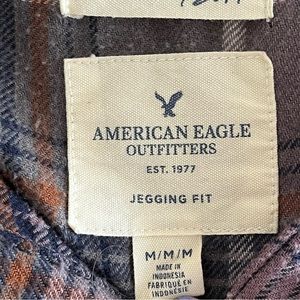 AMERICAN EAGLE
OUTFITTERS
EST. 1977
JEGGING FIT
M/M/M
MADE IN
INDONESIA
FABRIQUÉ EN
INDONÉSIE